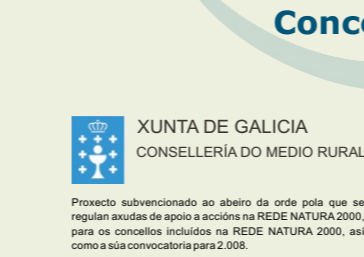 Conce
XUNTA DE GALICIA
CONSELLERÍA DO MEDIO RURAL
Proxecto subvencionado ao abeiro da orde pola que se
regulan axudas de apoio a accións na REDE NATURA 2000,
para os concellos incluídos na REDE NATURA 2000, así
como a súa convocatoria para 2.008.